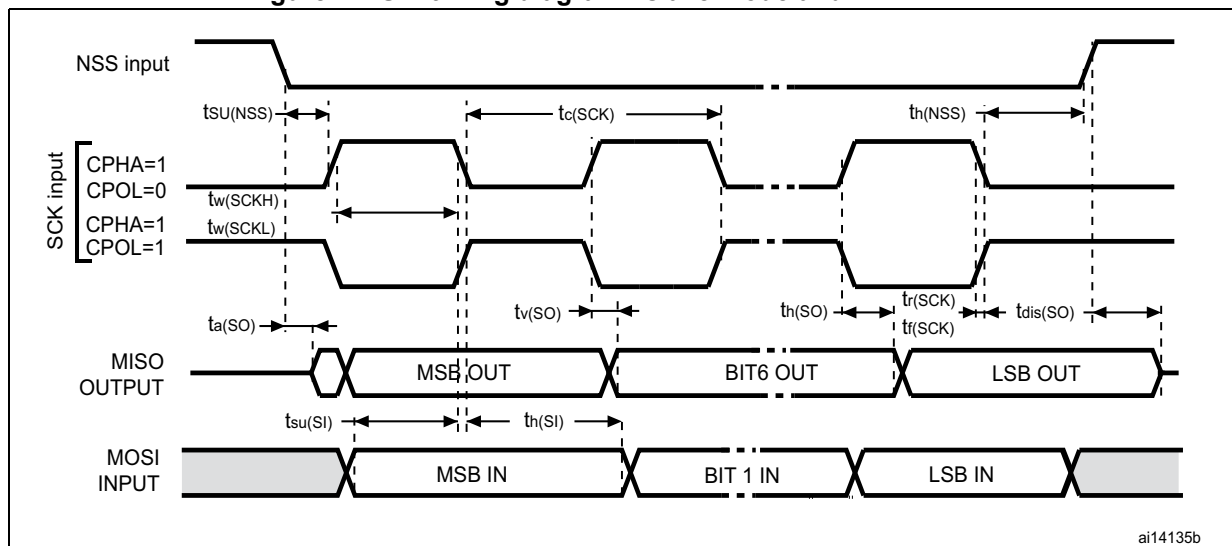 NSS input
tSU(NSS)
tc(SCK)
th(NSS)
SCK input
CPHA=1
CPOL=0
tw(SCKH)
CPHA=1
tw(SCKL)
CPOL=1
ta(SO)
tv(SO)
th(SO)
tr(SCK)
tf(SCK)
tdis(SO)
MISO
OUTPUT
MSB OUT
BIT6 OUT
LSB OUT
tsu(SI)
th(SI)
MOSI
INPUT
MSB IN
BIT 1 IN
LSB IN
ai14135b